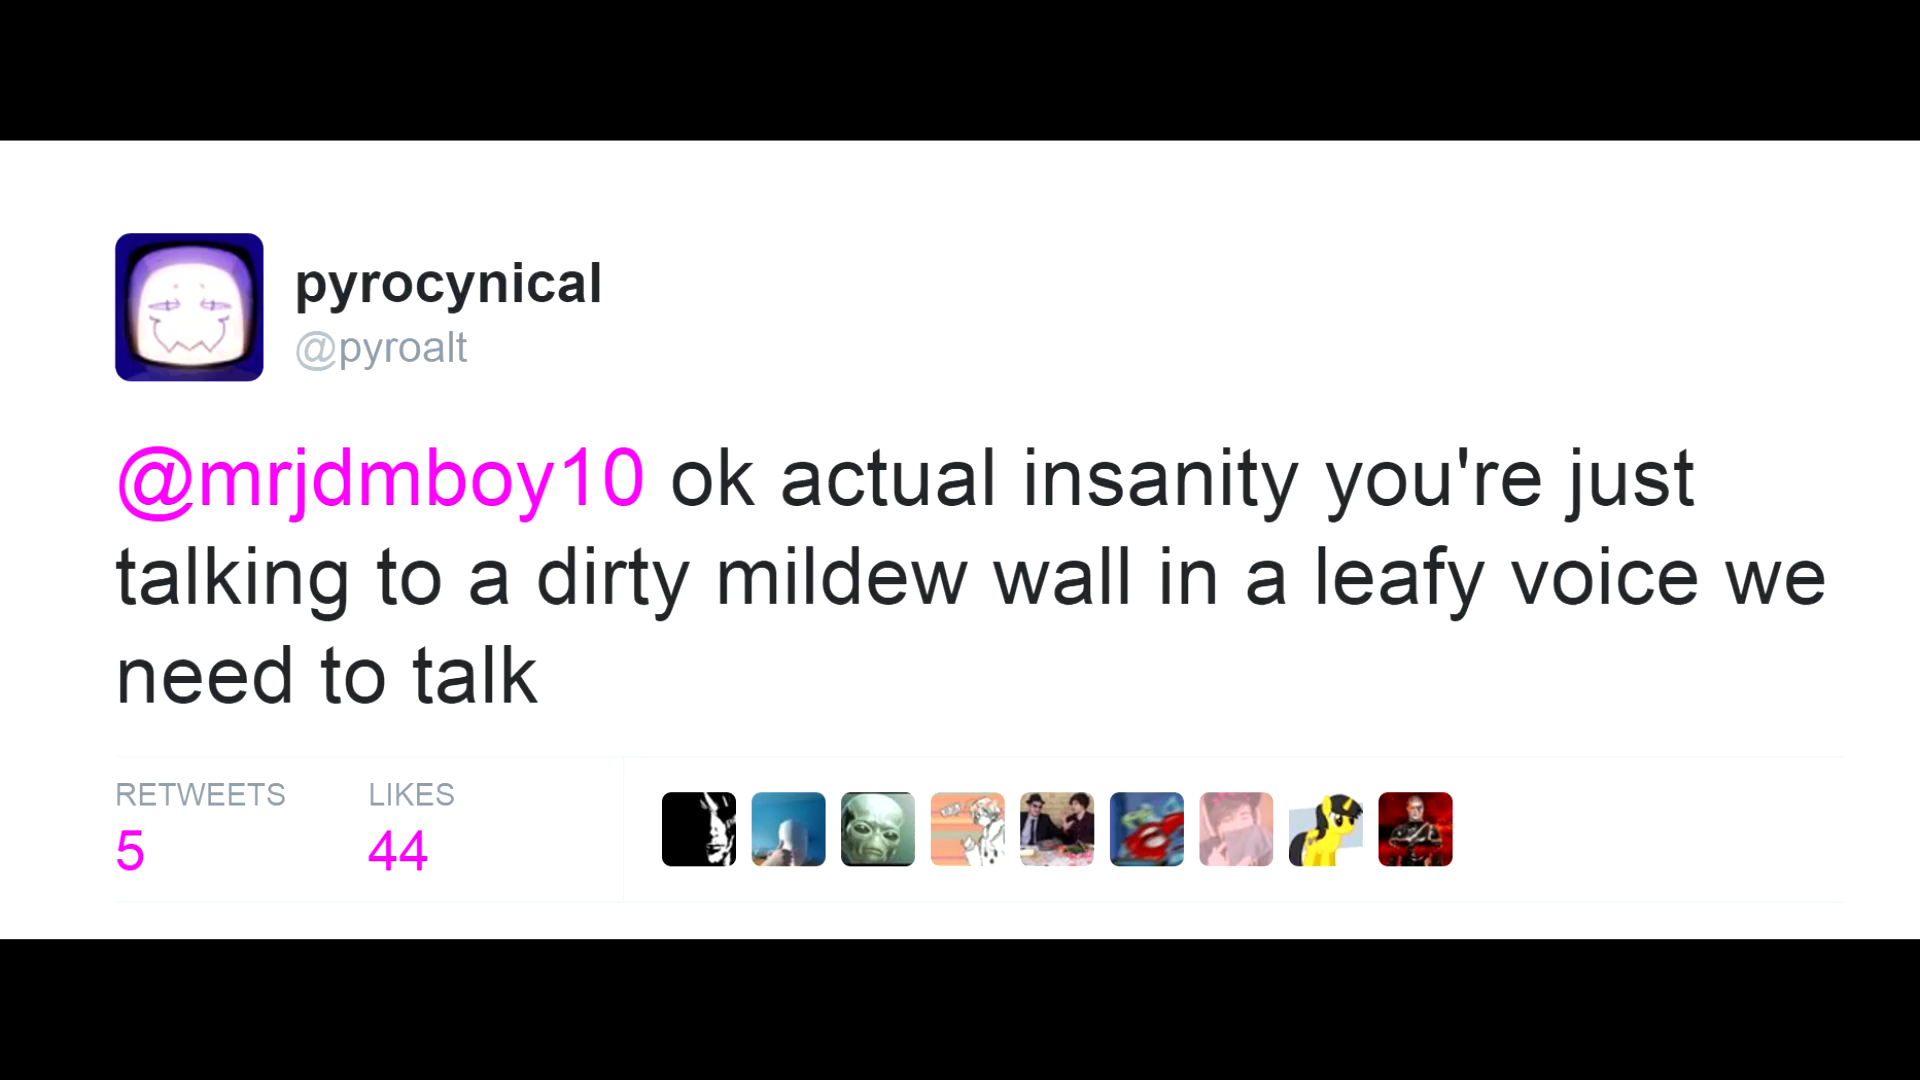 pyrocynical
@pyroalt
@mrjdmboy10 ok actual insanity you're just
talking to a dirty mildew wall in a leafy voice we
need to talk
RETWEETS LIKES
5 44